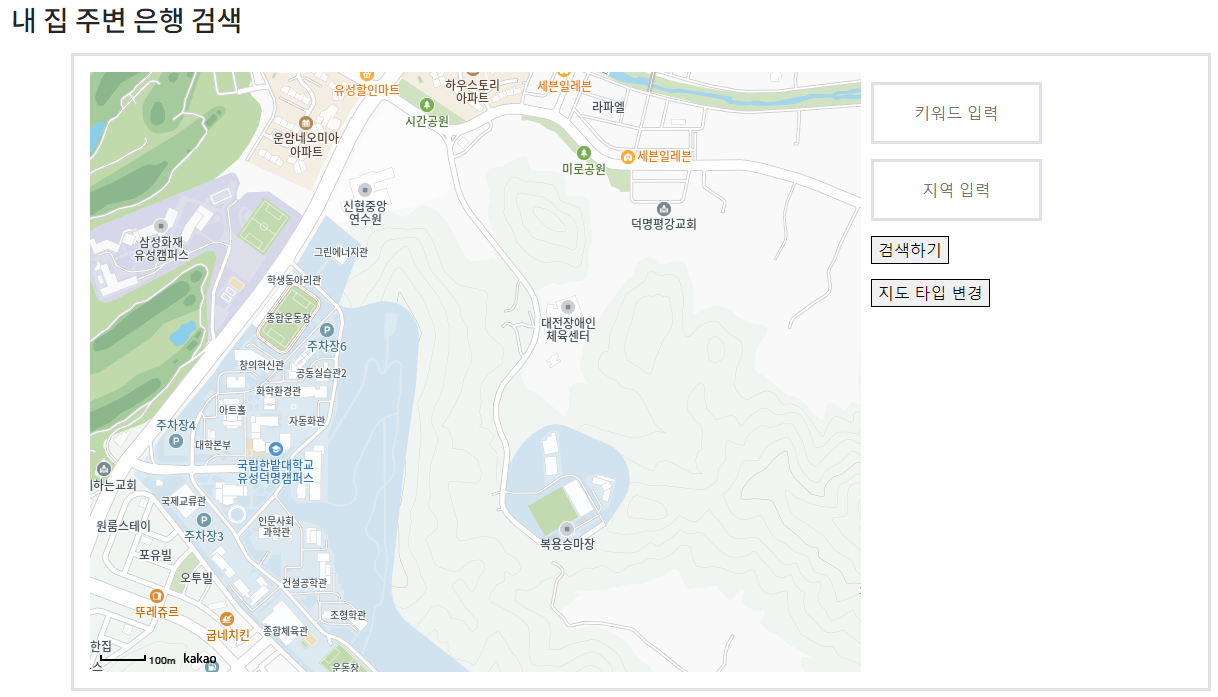 내 집 주변 은행 검색
유성할인마트
하우스토리
아파트
세븐일레븐
라파엘
키워드 입력
시간공원
운암네오미아
아파트
미로공원
세븐일레븐
지역 입력
신협중앙
연수원
덕명평강교회
삼성화재
유성캠퍼스
그린에너지관
검색하기
학생동아리관
지도 타입 변경
종합운동장
대전장애인
체육센터
주차장6
창의혁신관
공동실습관2
화학환경관
아트홀
자동화관
주차장4
대학본부
국립한밭대학교
유성덕명캠퍼스
하는교회
국제교류관
원룸스테이
인문사회
과학관
주차장3
복용승마장
포유빌
오투빌
건설공학관
뚜레쥬르
조형학관
굽네치킨
종합체육관
한집
100m
kakao
스
운동장